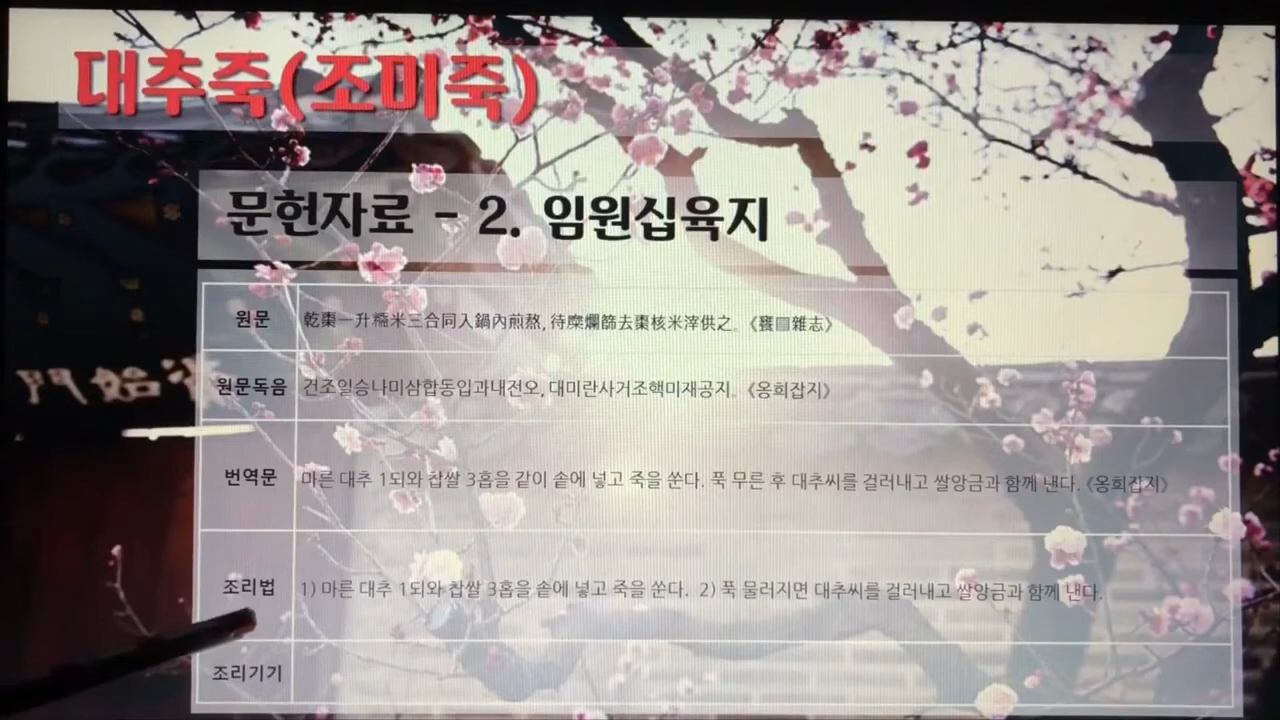 대추죽(조미죽)
문헌자료 - 2. 임원십육지
원문
乾棗一升稬米三合同入鍋內煎熬, 待糜爛篩去棗核米滓供之. 《饔▩雜志》
원문독음
건조일승나미삼합동입과내전오, 대미란사거조핵미재공지. 《옹희잡지》
번역문
마른 대추 1되와 찹쌀 3홉을 같이 솥에 넣고 죽을 쑨다. 푹 무른 후 대추씨를 걸러내고 쌀앙금과 함께 낸다. 《옹희잡지》
조리법
1) 마른 대추 1되와 찹쌀 3홉을 솥에 넣고 죽을 쑨다. 2) 푹 물러지면 대추씨를 걸러내고 쌀앙금과 함께 낸다.
조리기기